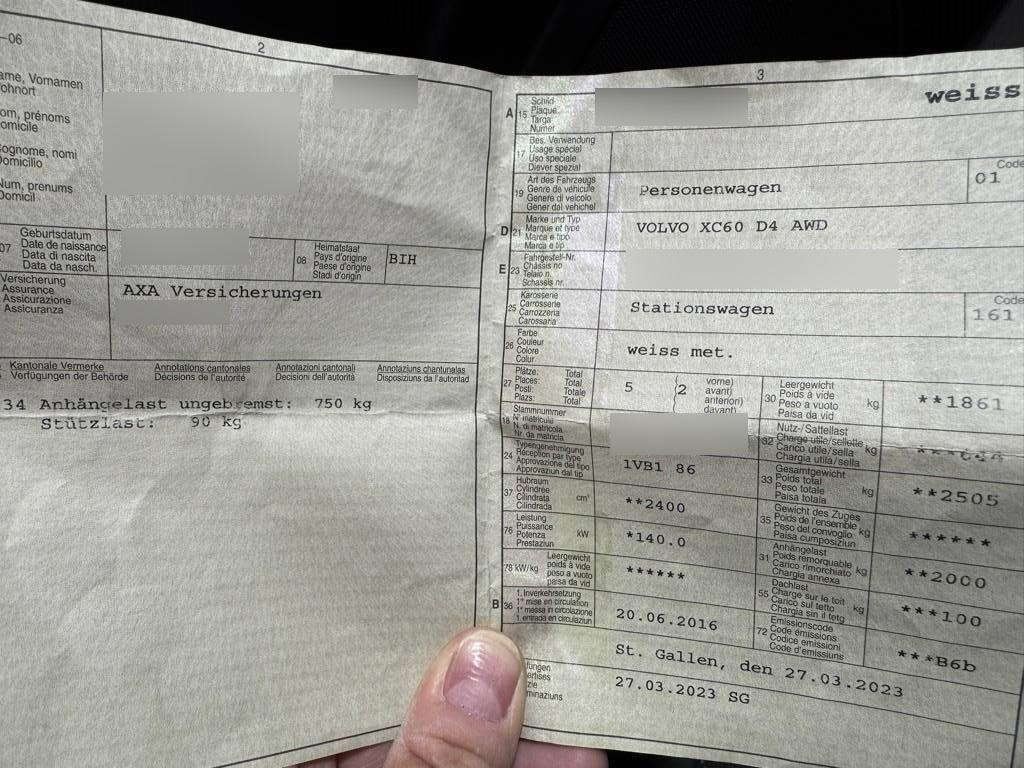 -06
2
ame, Vornamen
ohnort
om, prénoms
omicile
ognome, nomi
Domicilio
Num, prenums
Domicil
07
Geburtsdatum
Date de naissance
Data di nascita
Data da nasch.
08
Heimatstaat
Pays d'origine
Paese d'origine
Stadi d'origin
BIH
Versicherung
Assurance
Assicurazione
Assicuranza
AXA Versicherungen
Kantonale Vermerke
Verfügungen der Behörde
Annotations cantonales
Décisions de l'autorité
Annotazioni cantonali
Decisioni dell'autorità
Annotaziuns chantunalas
Disposiziuns da l'autoritad
34 Anhängelast ungebremst: 750 kg
Stützlast: 90 kg
3
weiss
A
15
Schild
Plaque
Targa
Numer
17
Bes. Verwendung
Usage spécial
Uso speciale
Diever spezial
19
Art des Fahrzeugs
Genre de véhicule
Genere di veicolo
Gener dal vehichel
Personenwagen
Code
01
D
21
Marke und Typ
Marque et type
Marca e tipo
Marca e tip
VOLVO XC60 D4 AWD
E
23
Fahrgestell-Nr.
Châssis no
Telaio n.
Schassis nr.
25
Karosserie
Carrosserie
Carrozzeria
Carossaria
Stationswagen
Code
161
26
Farbe
Couleur
Colore
Colur
weiss met.
27
Plätze: Total
Places: Total
Posti: Totale
Plazs: Total
5
(2
vorne)
avant)
anteriori)
davant)
30
Leergewicht
Poids à vide
Peso a vuoto
Paisa da vid
kg
**1861
18
Stammnummer
N° matricule
N. di matricola
Nr. da matricla
32
Nutz-/Sattellast
Charge utile/sellette
Carico utile/sella
Chargia utila/sella
kg
***644
24
Typengenehmigung
Réception par type
Approvazione del tipo
Approvaziun dal tip
1VB1 86
33
Gesamtgewicht
Poids total
Peso totale
Paisa totala
kg
**2505
37
Hubraum
Cylindrée
Cilindrata
Cilindrada
cm³
**2400
35
Gewicht des Zuges
Poids de l'ensemble
Peso del convoglio
Paisa cumposiziun
kg
******
76
Leistung
Puissance
Potenza
Prestaziun
kW
*140.0
31
Anhängelast
Poids remorquable
Carico rimorchiato
Chargia annexa
kg
**2000
78 kW/kg
Leergewicht
poids à vide
peso a vuoto
paisa da vid
******
55
Dachlast
Charge sur le toit
Carico sul tetto
Chargia sin il tetg
kg
***100
B
36
1. Inverkehrsetzung
1re mise en circulation
1a messa in circolazione
1. entrada en circulaziun
20.06.2016
72
Emissionscode
Code émissions
Codice emissioni
Code d'emissiuns
***B6b
St. Gallen, den 27.03.2023
fungen
ertises
zie
minaziuns
27.03.2023 SG